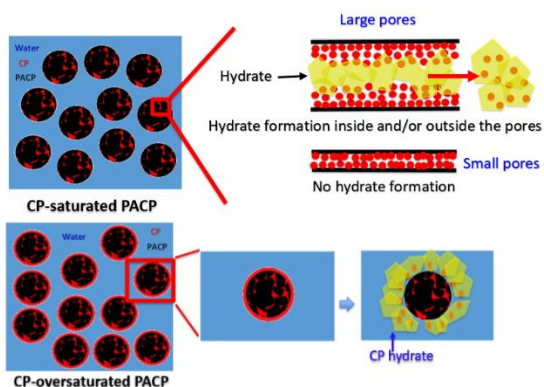 Large pores
Water
CP
PACP
Hydrate
Hydrate formation inside and/or outside the pores
Small pores
No hydrate formation
CP-saturated PACP
Water
CP
PACP
CP hydrate
CP-oversaturated PACP